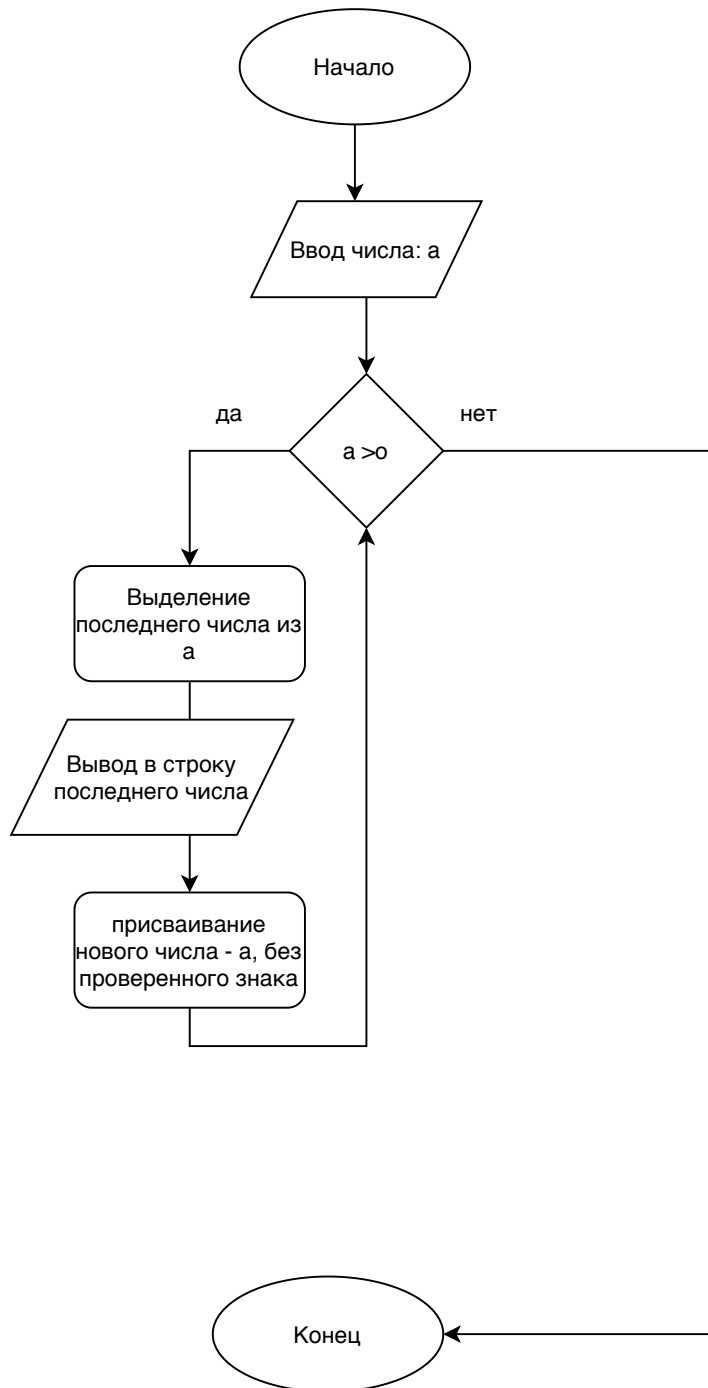 Начало
Ввод числа: а
да
нет
а >о
Выделение
последнего числа из
а
Вывод в строку
последнего числа
присваивание
нового числа - а, без
проверенного знака
Конец